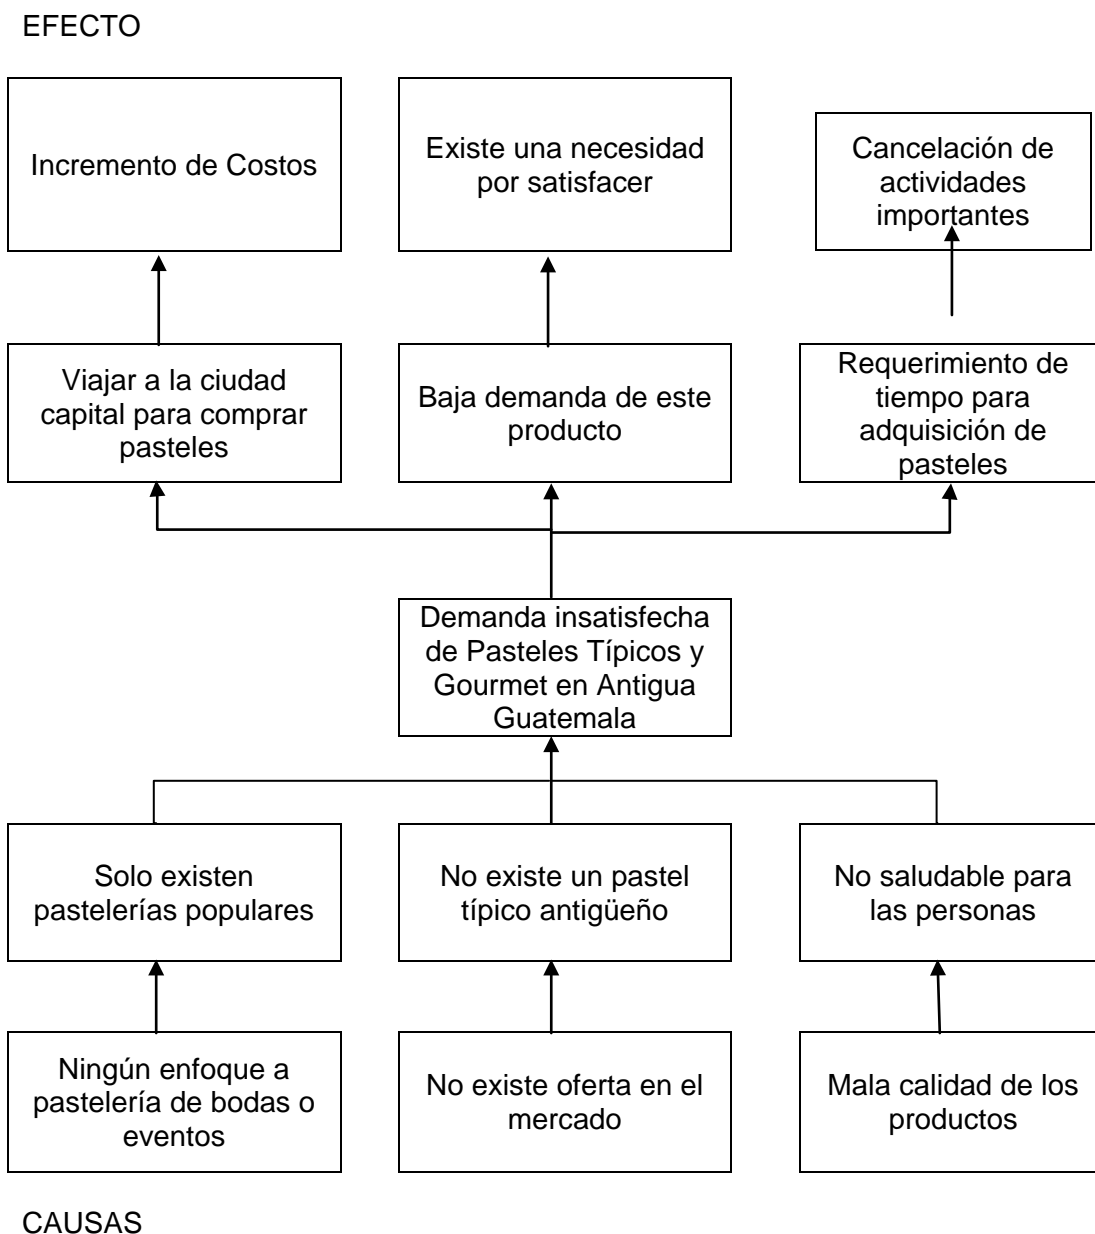 EFECTO
Incremento de Costos
Existe una necesidad
por satisfacer
Cancelación de
actividades
importantes
Viajar a la ciudad
capital para comprar
pasteles
Baja demanda de este
producto
Requerimiento de
tiempo para
adquisición de
pasteles
Demanda insatisfecha
de Pasteles Típicos y
Gourmet en Antigua
Guatemala
Solo existen
pastelerías populares
No existe un pastel
típico antigüeño
No saludable para
las personas
Ningún enfoque a
pastelería de bodas o
eventos
No existe oferta en el
mercado
Mala calidad de los
productos
CAUSAS